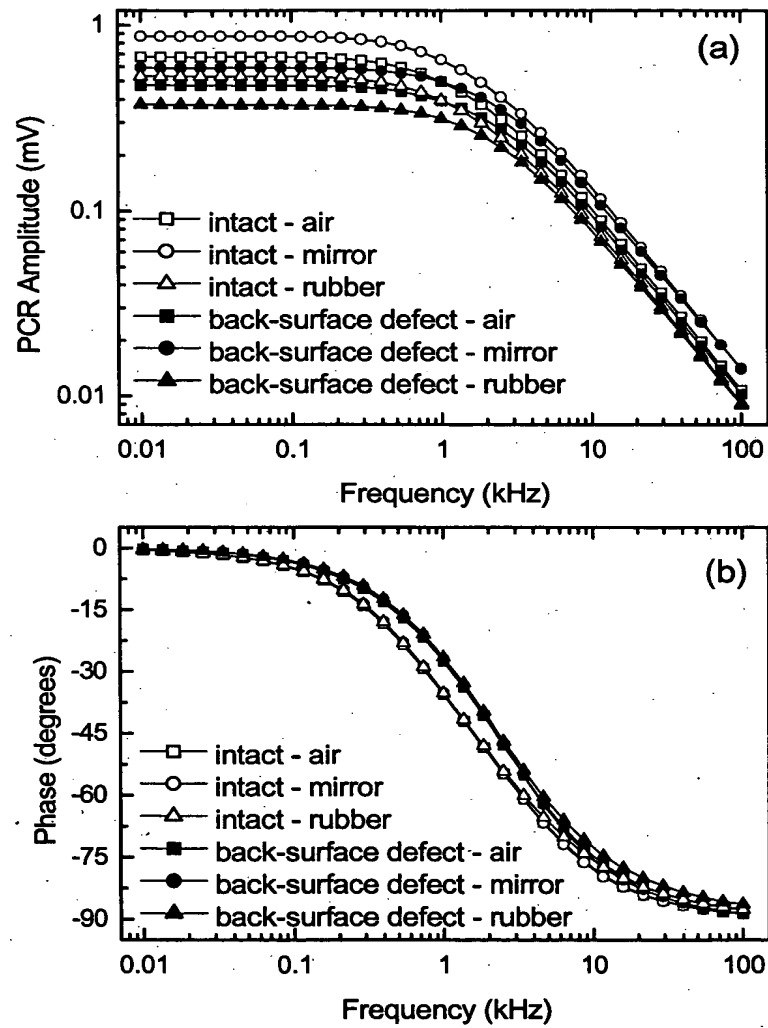 (a)
1
0.1
0.01
PCR Amplitude (mV)
intact - air
intact - mirror
intact - rubber
back-surface defect - air
back-surface defect - mirror
back-surface defect - rubber
0.01 0.1 1 10 100
Frequency (kHz)
(b)
0
-15
-30
-45
-60
-75
-90
Phase (degrees)
intact - air
intact - mirror
intact - rubber
back-surface defect - air
back-surface defect - mirror
back-surface defect - rubber
0.01 0.1 1 10 100
Frequency (kHz)